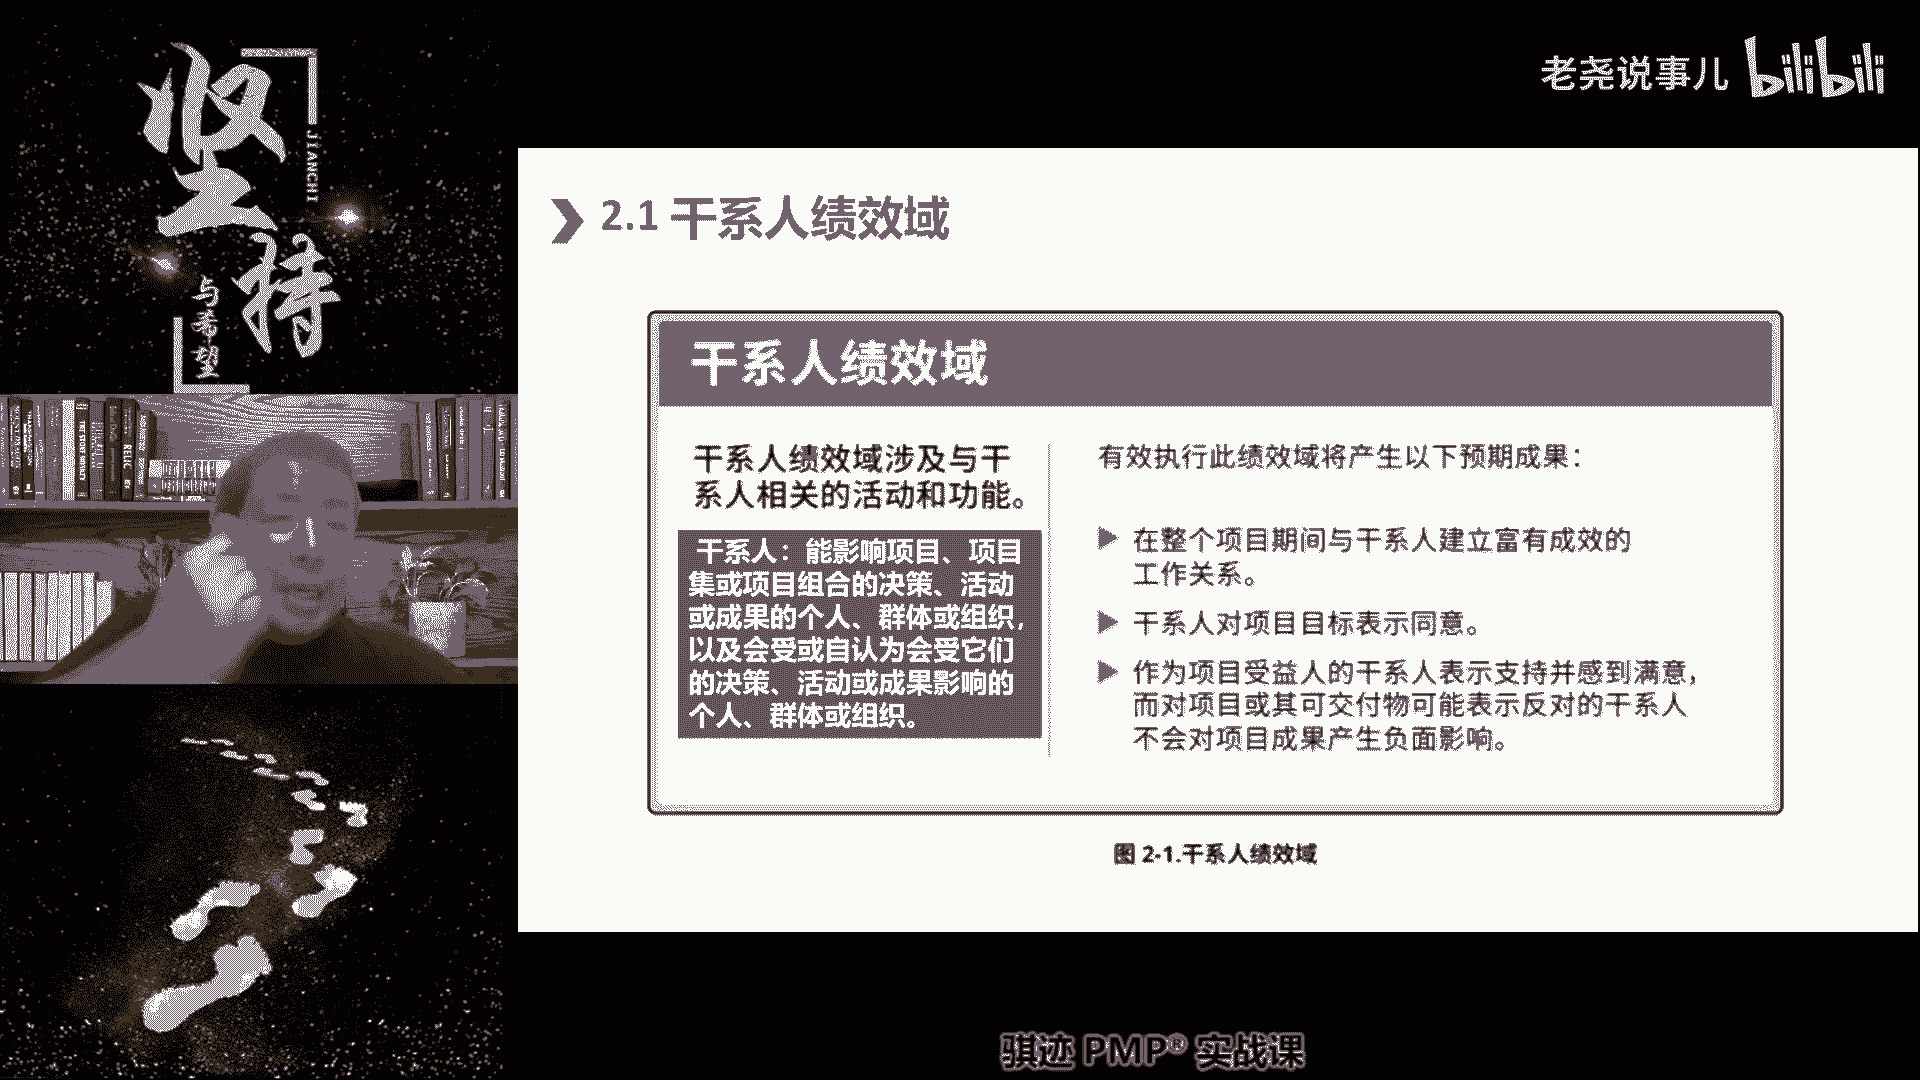 坚持
JIANCHI
与希望
老尧说事儿 bilibili
2.1 干系人绩效域
干系人绩效域
干系人绩效域涉及与干
系人相关的活动和功能。
干系人：能影响项目、项目
集或项目组合的决策、活动
或成果的个人、群体或组织，
以及会受或自认为会受它们
的决策、活动或成果影响的
个人、群体或组织。
有效执行此绩效域将产生以下预期成果：
▶ 在整个项目期间与干系人建立富有成效的
工作关系。
▶ 干系人对项目目标表示同意。
▶ 作为项目受益人的干系人表示支持并感到满意，
而对项目或其可交付物可能表示反对的干系人
不会对项目成果产生负面影响。
图 2-1.干系人绩效域
骐迹 PMP® 实战课